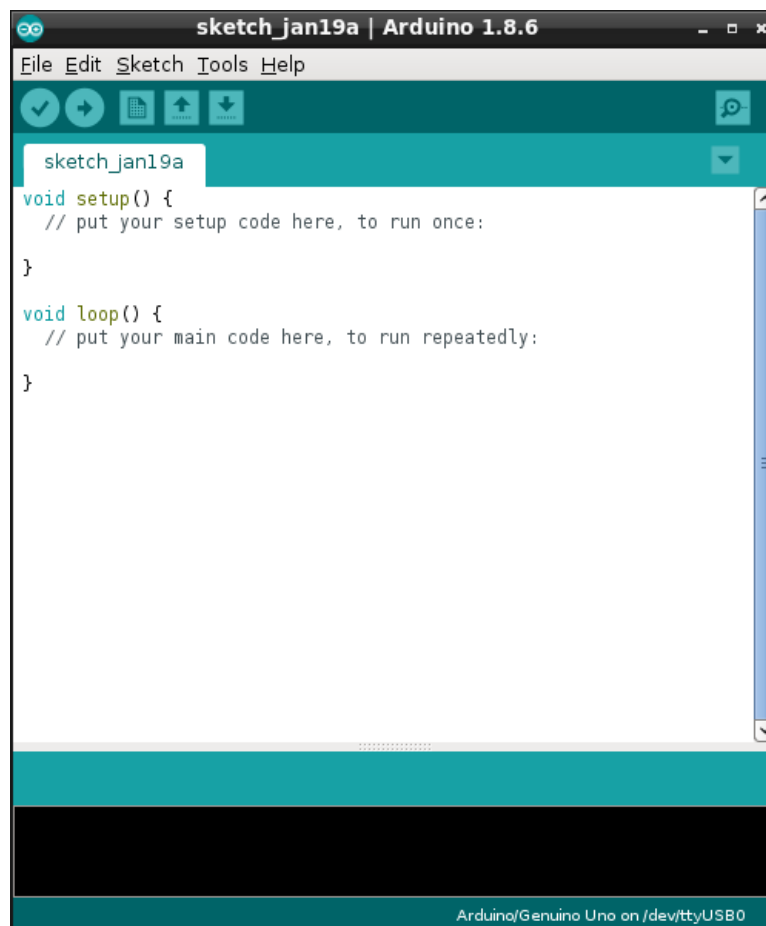 sketch_jan19a | Arduino 1.8.6
File Edit Sketch Tools Help
sketch_jan19a
void setup() {
  // put your setup code here, to run once:
}
void loop() {
  // put your main code here, to run repeatedly:
}
Arduino/Genuino Uno on /dev/ttyUSB0